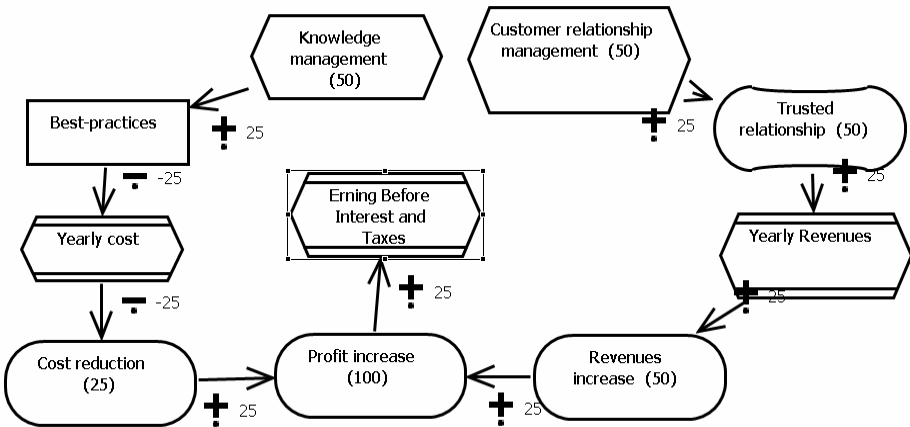 Knowledge
management
(50)
Customer relationship
management (50)
Best-practices
25
25
Trusted
relationship (50)
-25
Erning Before
Interest and
Taxes
25
Yearly cost
Yearly Revenues
-25
25
25
Cost reduction
(25)
Profit increase
(100)
Revenues
increase (50)
25
25